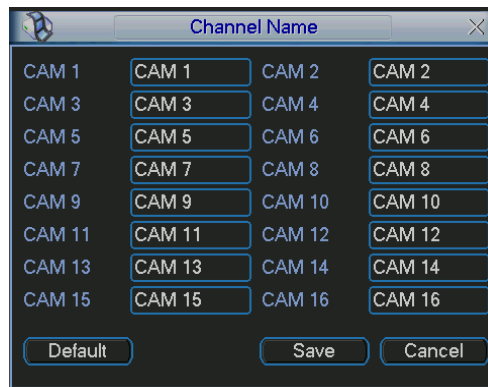 Channel Name
CAM 1 CAM 1 CAM 2 CAM 2
CAM 3 CAM 3 CAM 4 CAM 4
CAM 5 CAM 5 CAM 6 CAM 6
CAM 7 CAM 7 CAM 8 CAM 8
CAM 9 CAM 9 CAM 10 CAM 10
CAM 11 CAM 11 CAM 12 CAM 12
CAM 13 CAM 13 CAM 14 CAM 14
CAM 15 CAM 15 CAM 16 CAM 16
Default Save Cancel